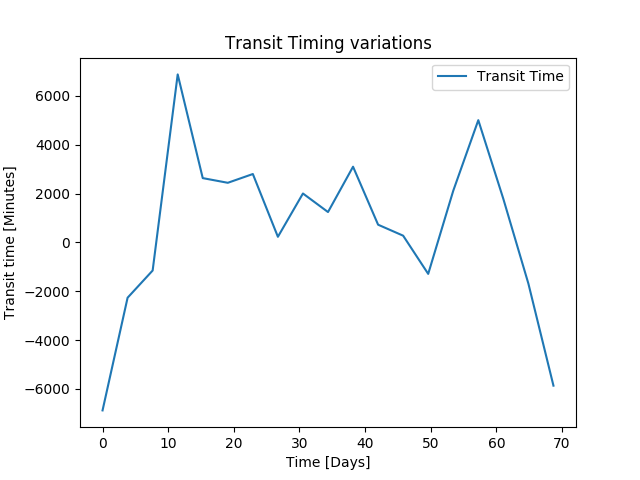 Transit Timing variations
Transit Time
6000
4000
2000
0
−2000
−4000
−6000
Transit time [Minutes]
0 10 20 30 40 50 60 70
Time [Days]